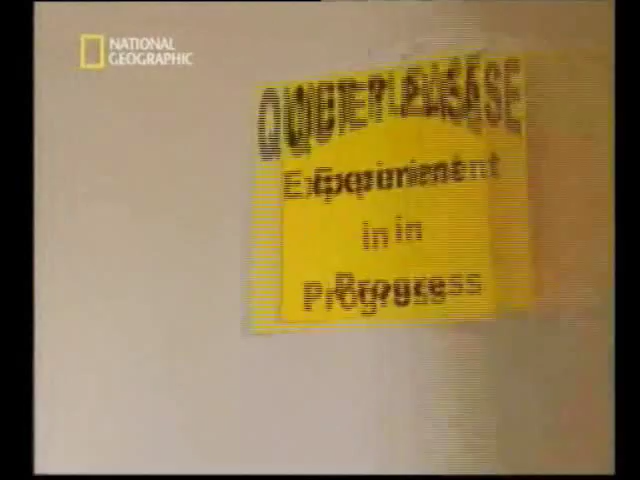 NATIONAL
GEOGRAPHIC
QUIET PLEASE
Experiment
in
Progress